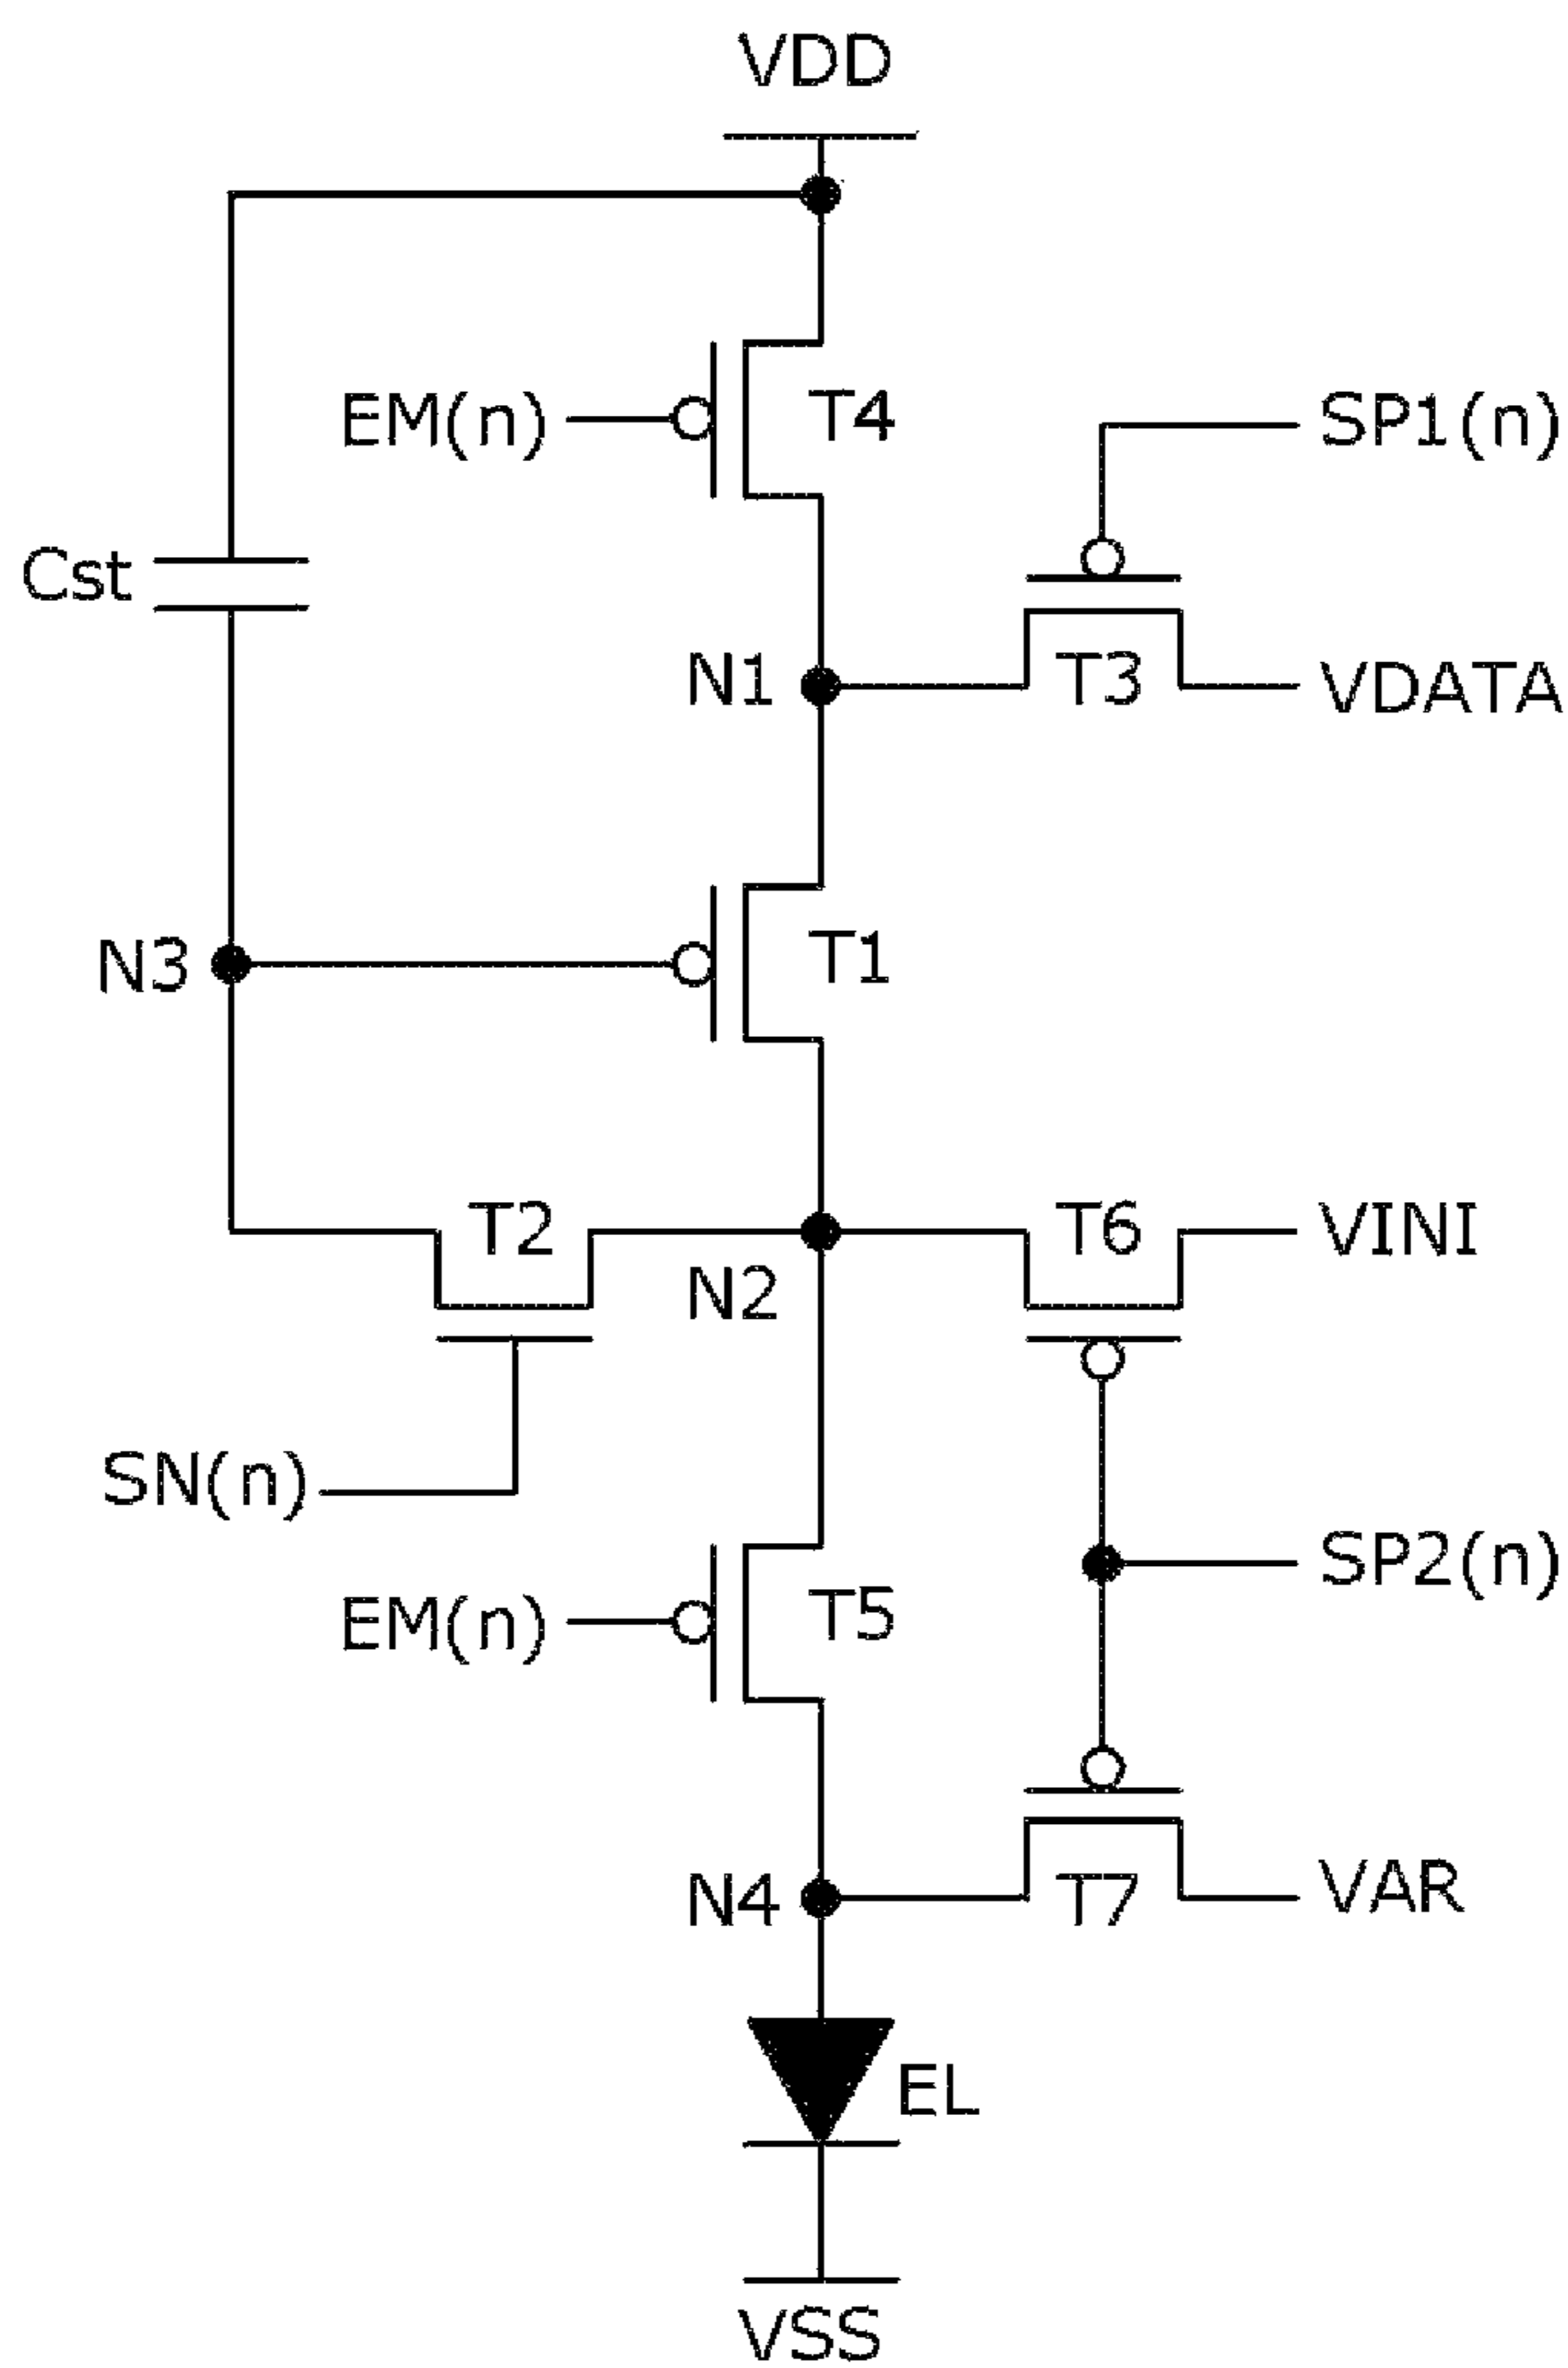 VDD
EM(n)
T4
SP1(n)
Cst
N1
T3
VDATA
N3
T1
T2
T6
VINI
N2
SN(n)
SP2(n)
EM(n)
T5
N4
T7
VAR
EL
VSS